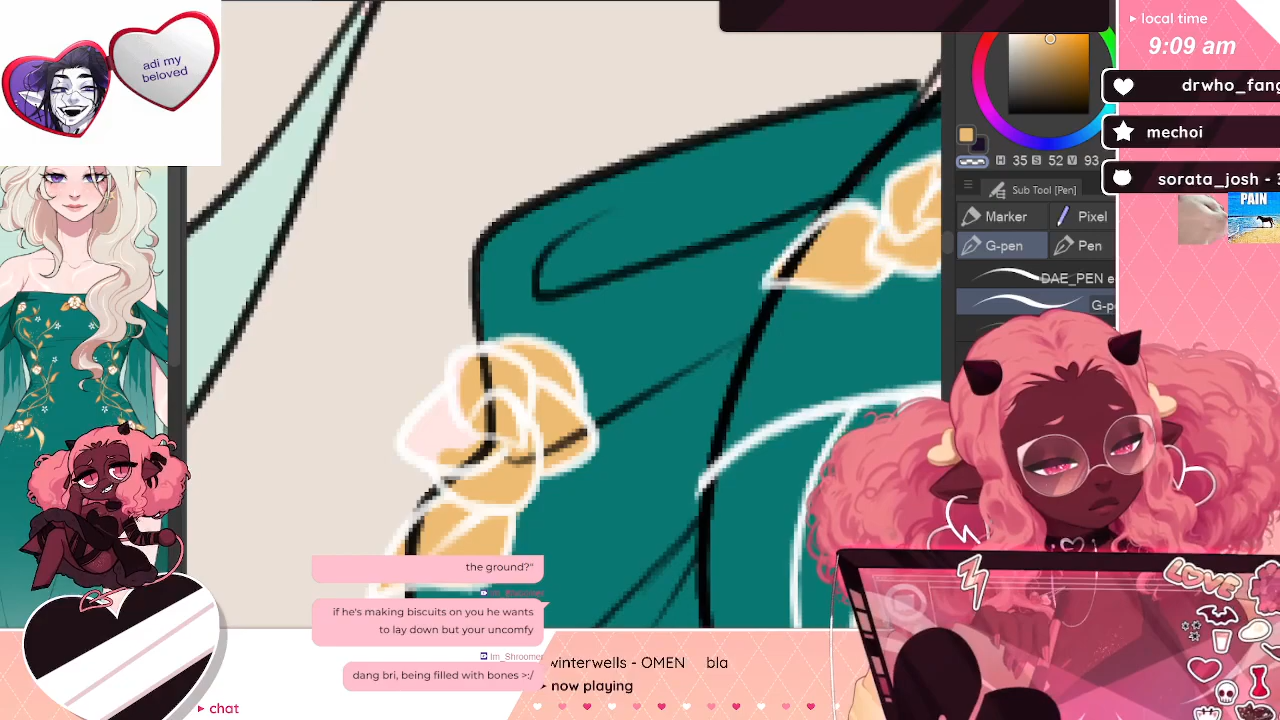 adi my
beloved
▸ local time
9:09 am
drwho_fang
mechoi
sorata_josh - 3
PAIN
H 35 S 52 V 93
Sub Tool [Pen]
Marker
Pixel
G-pen
Pen
DAE_PEN e
G-p
the ground?"
if he's making biscuits on you he wants
to lay down but your uncomfy
Im_Shroomer
dang bri, being filled with bones >:/
▸ chat
winterwells - OMEN bla
now playing
LOVE